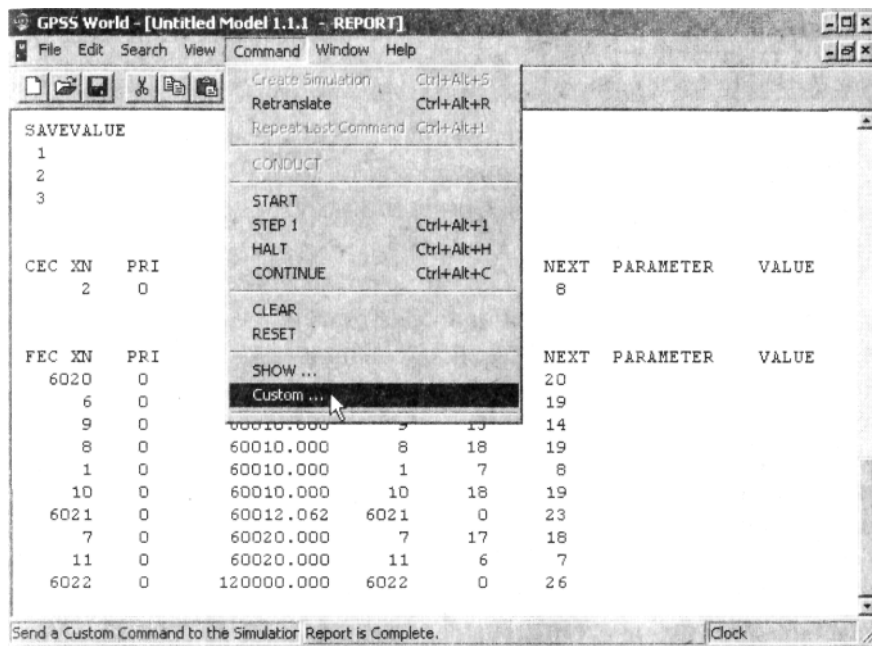 GPSS World - [Untitled Model 1.1.1 - REPORT]
File Edit Search View Command Window Help
Create Simulation Ctrl+Alt+S
Retranslate Ctrl+Alt+R
Repeat Last Command Ctrl+Alt+L
CONDUCT
START
STEP 1 Ctrl+Alt+1
HALT Ctrl+Alt+H
CONTINUE Ctrl+Alt+C
CLEAR
RESET
SHOW ...
Custom ...
SAVEVALUE
1
2
3
CEC XN PRI NEXT PARAMETER VALUE
2 0 8
FEC XN PRI NEXT PARAMETER VALUE
6020 0 20
6 0 19
9 0 60010.000 9 13 14
8 0 60010.000 8 18 19
1 0 60010.000 1 7 8
10 0 60010.000 10 18 19
6021 0 60012.062 6021 0 23
7 0 60020.000 7 17 18
11 0 60020.000 11 6 7
6022 0 120000.000 6022 0 26
Send a Custom Command to the Simulation Report is Complete. Clock